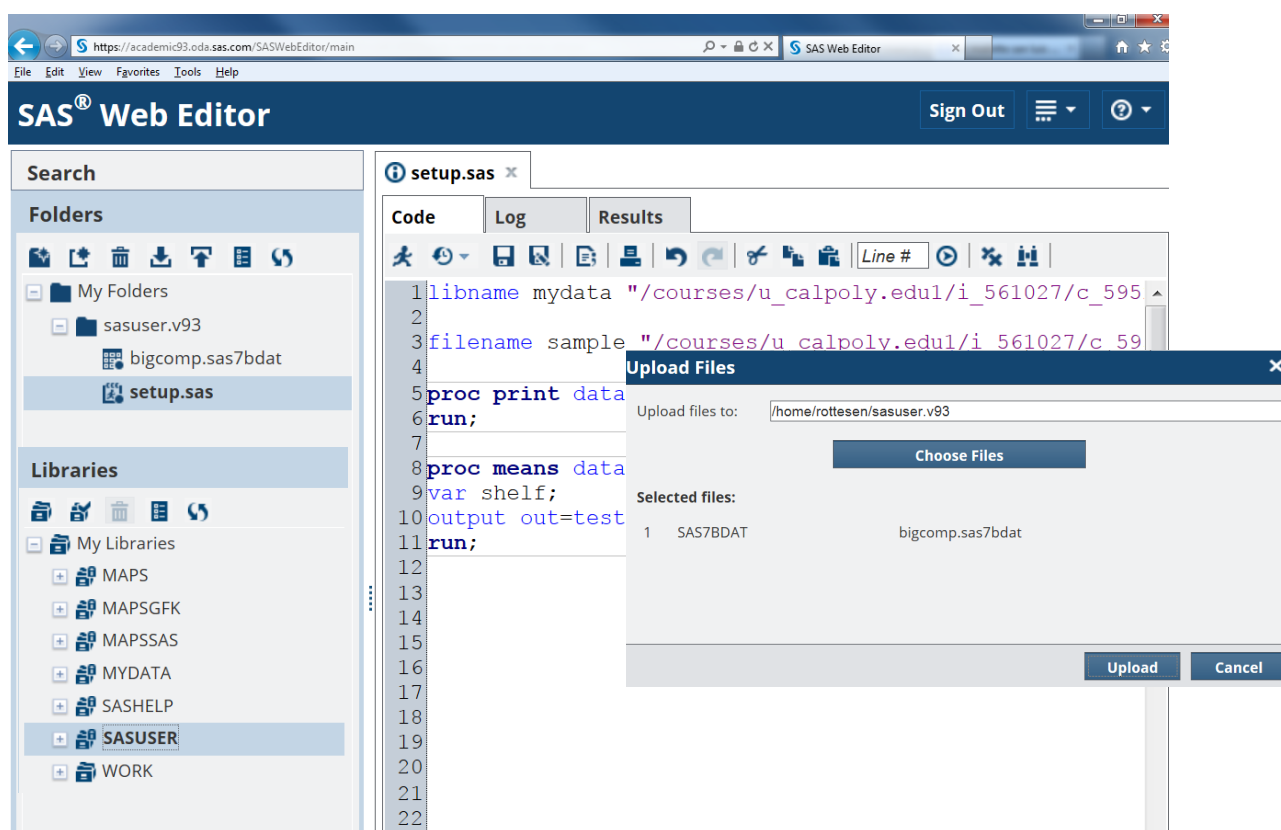 https://academic93.oda.sas.com/SASWebEditor/main
SAS Web Editor
File Edit View Favorites Tools Help
SAS® Web Editor
Sign Out
Search
Folders
My Folders
sasuser.v93
bigcomp.sas7bdat
setup.sas
Libraries
My Libraries
MAPS
MAPSGFK
MAPSSAS
MYDATA
SASHELP
SASUSER
WORK
setup.sas
Code Log Results
Line #
1 libname mydata "/courses/u_calpoly.edu1/i_561027/c_595
2
3 filename sample "/courses/u_calpoly.edu1/i_561027/c_59
4
5 proc print data
6 run;
7
8 proc means data
9 var shelf;
10 output out=test
11 run;
12
13
14
15
16
17
18
19
20
21
22
Upload Files
Upload files to: /home/rottesen/sasuser.v93
Choose Files
Selected files:
1 SAS7BDAT bigcomp.sas7bdat
Upload Cancel